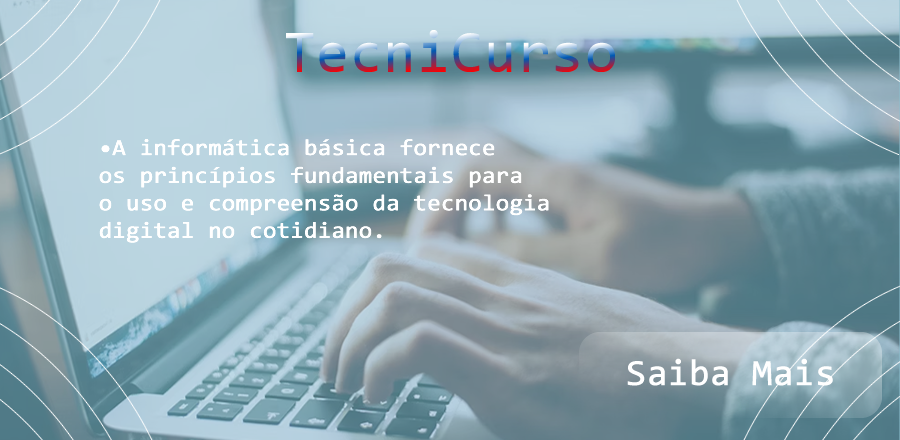 TecniCurso
•A informática básica fornece
os princípios fundamentais para
o uso e compreensão da tecnologia
digital no cotidiano.
Saiba Mais